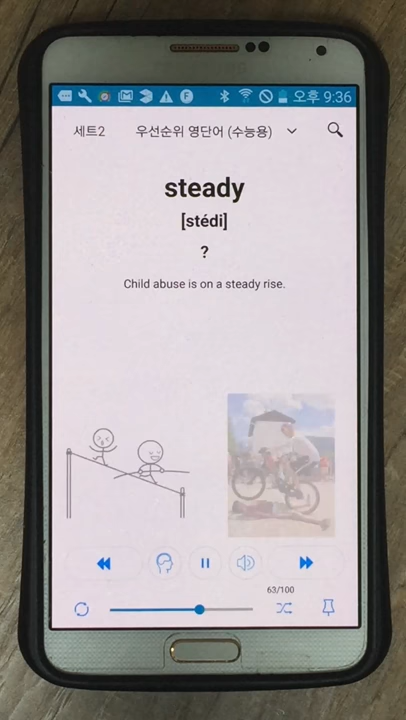 오후 9:36
세트2 우선순위 영단어 (수능용)
steady
[stédi]
?
Child abuse is on a steady rise.
63/100